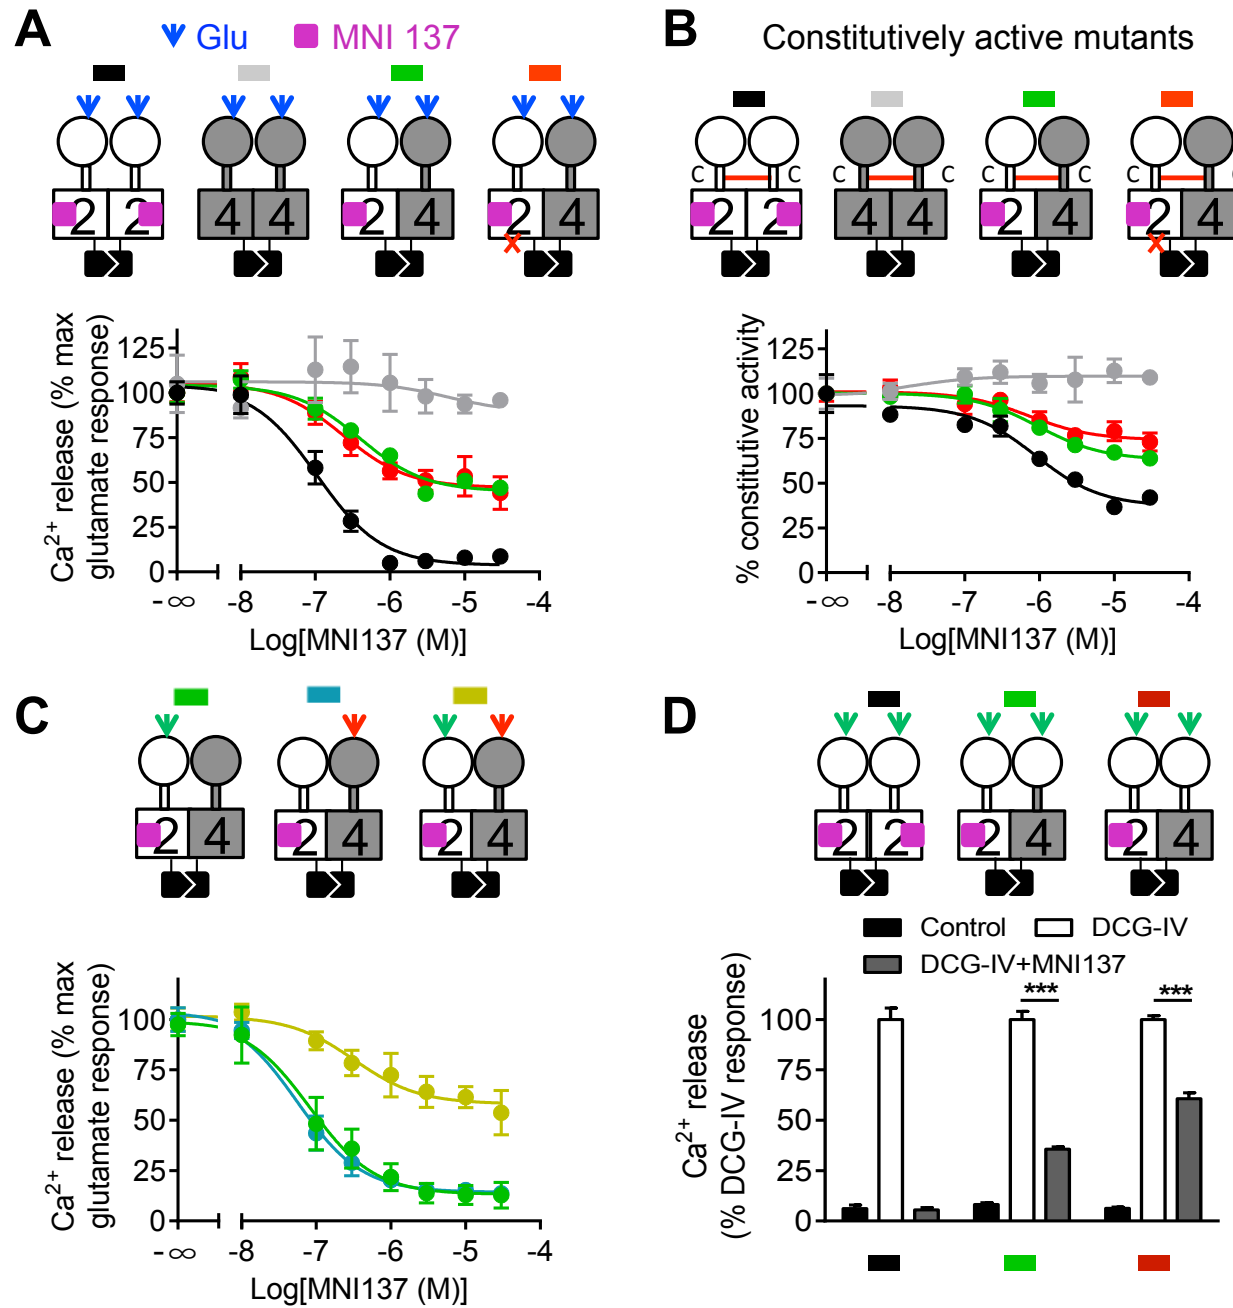 A
Glu
MNI 137
2 2
4 4
2 4
2 4
Ca2+ release (% max
glutamate response)
125
100
75
50
25
0
-∞
-8
-7
-6
-5
-4
Log[MNI137 (M)]
B
Constitutively active mutants
C C
C C
C C
C C
2 2
4 4
2 4
2 4
% constitutive activity
125
100
75
50
25
0
-∞
-8
-7
-6
-5
-4
Log[MNI137 (M)]
C
2 4
2 4
2 4
Ca2+ release (% max
glutamate response)
100
75
50
25
0
-∞
-8
-7
-6
-5
-4
Log[MNI137 (M)]
D
2 2
2 4
2 4
Control
DCG-IV
DCG-IV+MNI137
Ca2+ release
(% DCG-IV response)
100
75
50
25
0
***
***